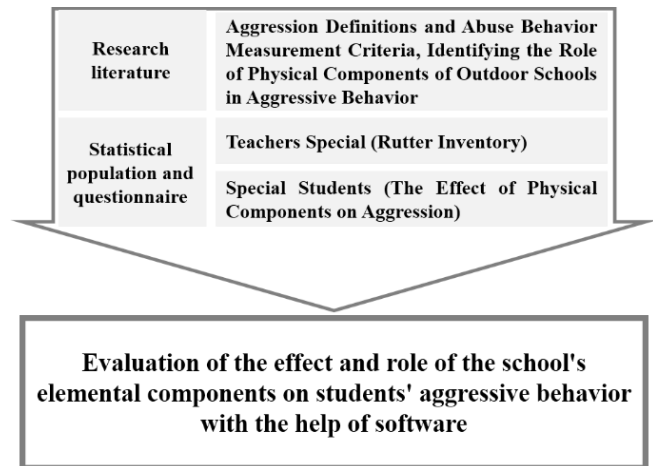 Research
literature
Aggression Definitions and Abuse Behavior
Measurement Criteria, Identifying the Role
of Physical Components of Outdoor Schools
in Aggressive Behavior
Statistical
population and
questionnaire
Teachers Special (Rutter Inventory)
Special Students (The Effect of Physical
Components on Aggression)
Evaluation of the effect and role of the school's
elemental components on students' aggressive behavior
with the help of software